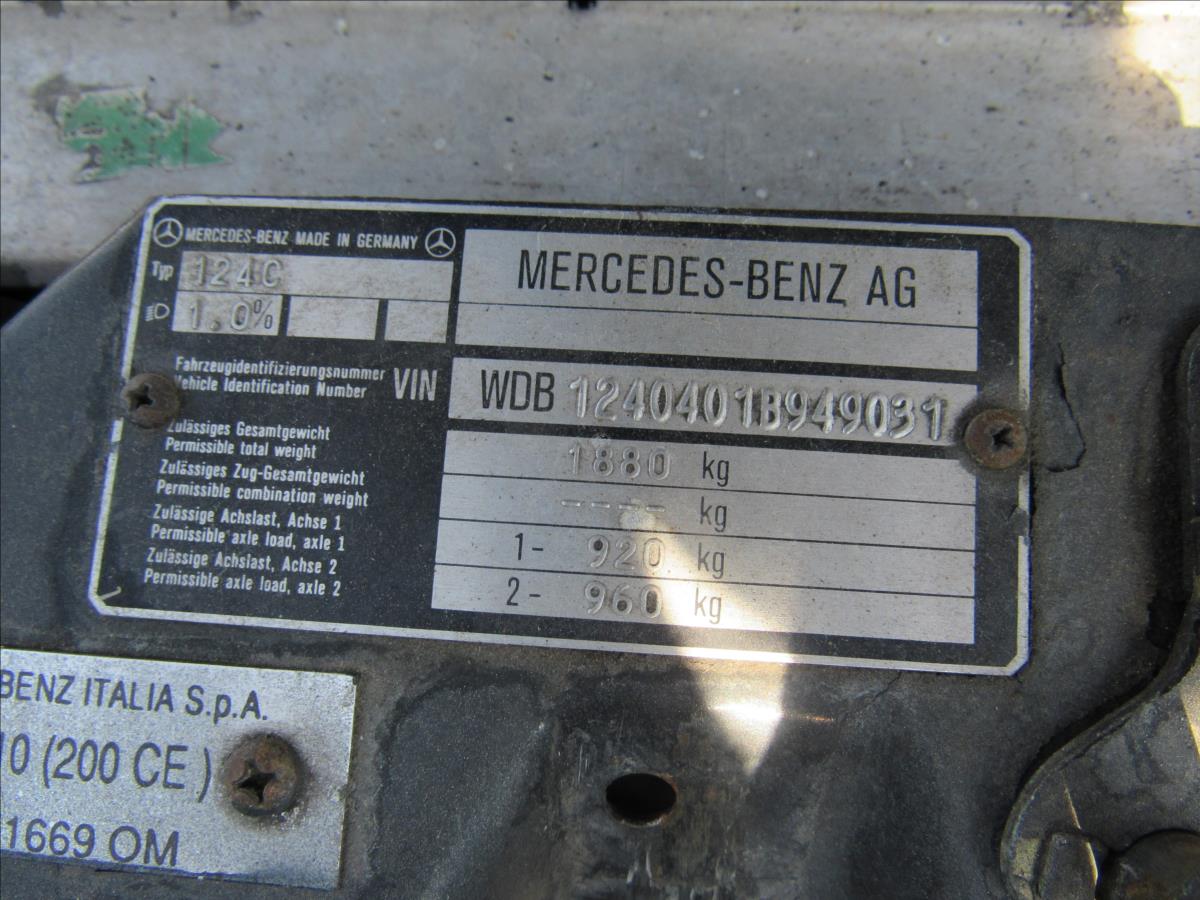 MERCEDES-BENZ MADE IN GERMANY
MERCEDES-BENZ AG
Typ 124C
1.0%
Fahrzeugidentifizierungsnummer
Vehicle Identification Number
VIN WDB 1240401B949031
Zulässiges Gesamtgewicht
Permissible total weight
1880 kg
Zulässiges Zug-Gesamtgewicht
Permissible combination weight
---- kg
Zulässige Achslast, Achse 1
Permissible axle load, axle 1
1- 920 kg
Zulässige Achslast, Achse 2
Permissible axle load, axle 2
2- 960 kg
BENZ ITALIA S.p.A.
10 (200 CE)
1669 OM